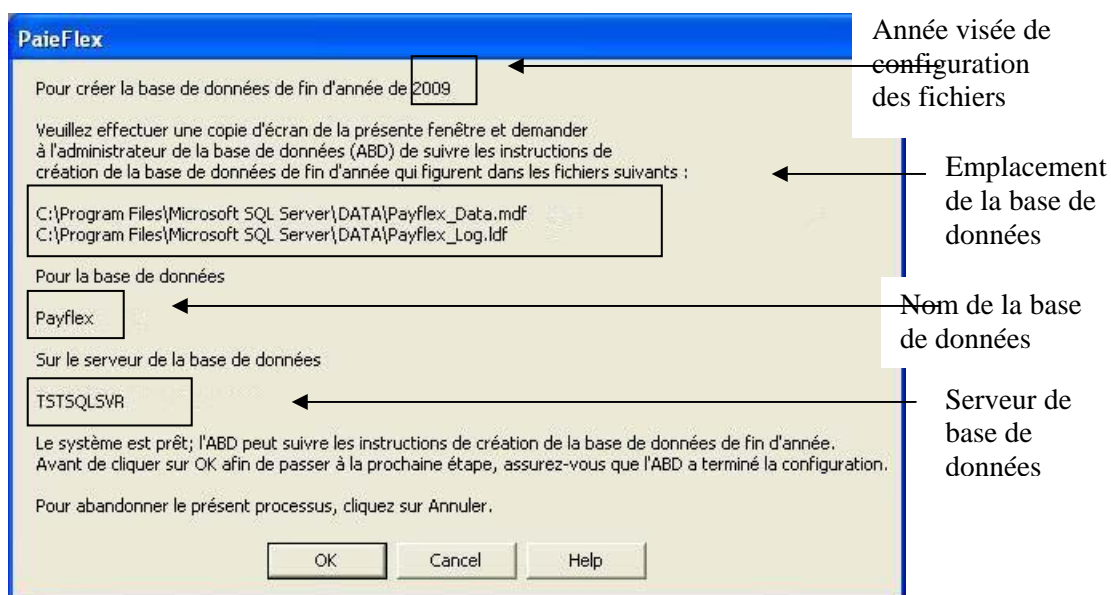 PaieFlex
Pour créer la base de données de fin d'année de 2009
Veuillez effectuer une copie d'écran de la présente fenêtre et demander
à l'administrateur de la base de données (ABD) de suivre les instructions de
création de la base de données de fin d'année qui figurent dans les fichiers suivants :
C:\Program Files\Microsoft SQL Server\DATA\Payflex_Data.mdf
C:\Program Files\Microsoft SQL Server\DATA\Payflex_Log.ldf
Pour la base de données
Payflex
Sur le serveur de la base de données
TSTSQLSVR
Le système est prêt; l'ABD peut suivre les instructions de création de la base de données de fin d'année.
Avant de cliquer sur OK afin de passer à la prochaine étape, assurez-vous que l'ABD a terminé la configuration.
Pour abandonner le présent processus, cliquez sur Annuler.
OK Cancel Help
Année visée de
configuration
des fichiers
Emplacement
de la base de
données
Nom de la base
de données
Serveur de
base de
données